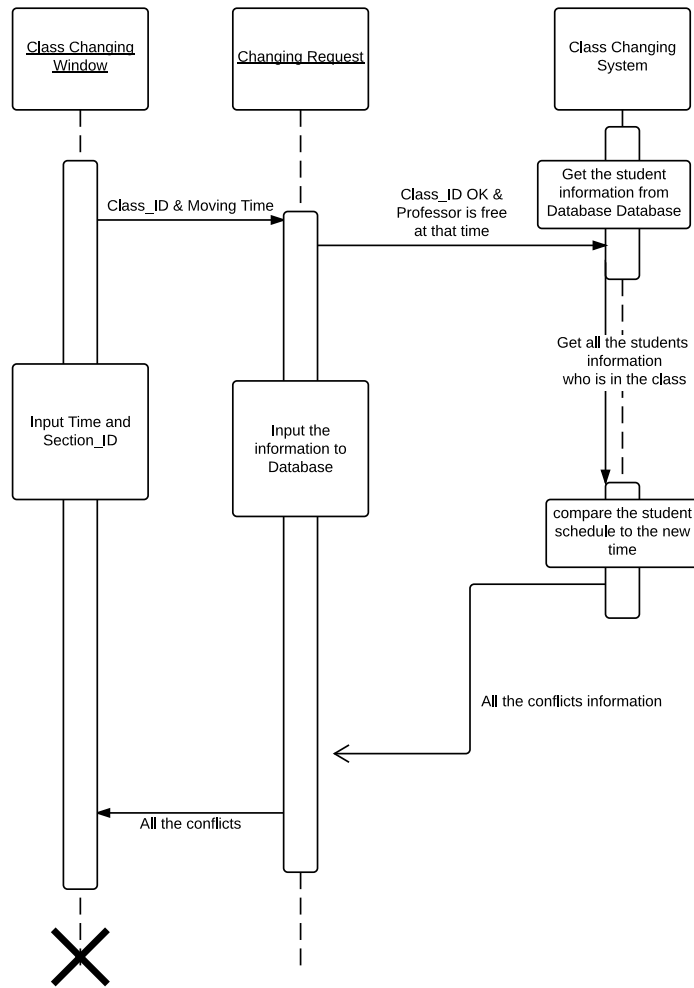 Class Changing
Window
Changing Request
Class Changing
System
Get the student
information from
Database Database
Class_ID & Moving Time
Class_ID OK &
Professor is free
at that time
Get all the students
information
who is in the class
Input Time and
Section_ID
Input the
information to
Database
compare the student
schedule to the new
time
All the conflicts information
All the conflicts